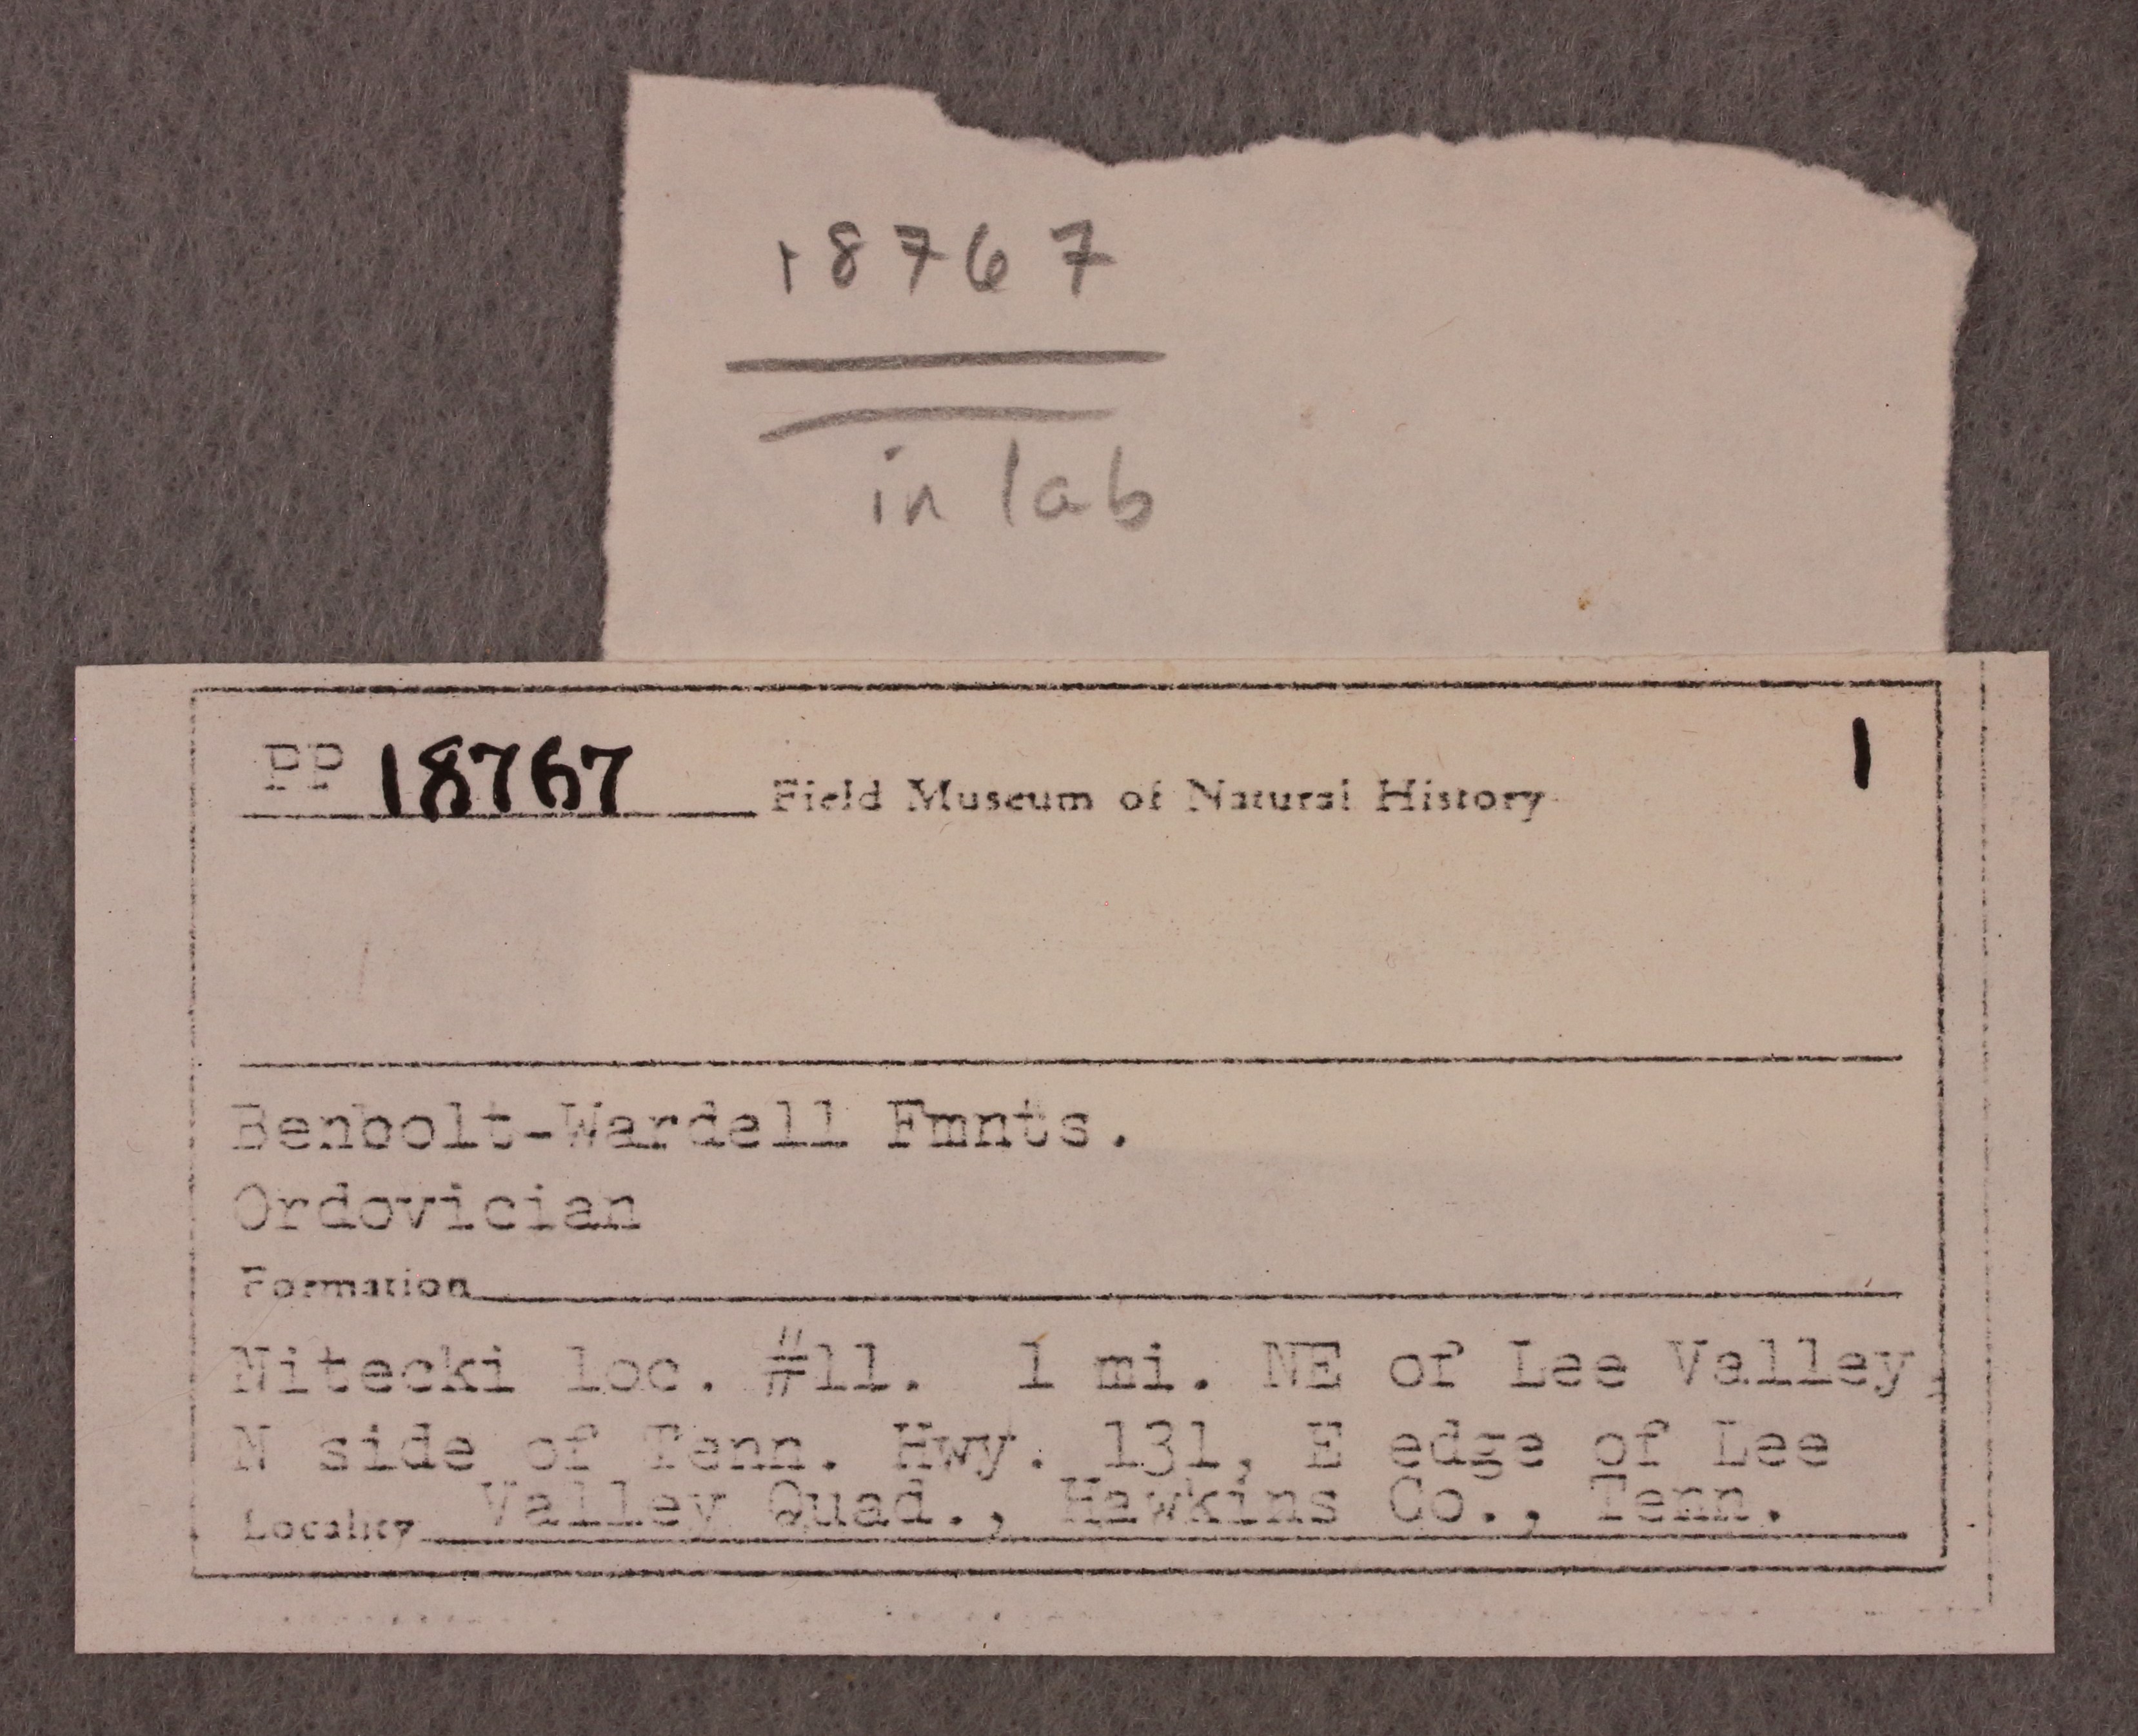 18767
in lab
PP 18767 Field Museum of Natural History 1
Benbolt-Wardell Fmnts.
Ordovician
Formation
Nitecki loc. #11. 1 mi. NE of Lee Valley,
N side of Tenn. Hwy. 131, E edge of Lee
Locality Valley Quad., Hawkins Co., Tenn.